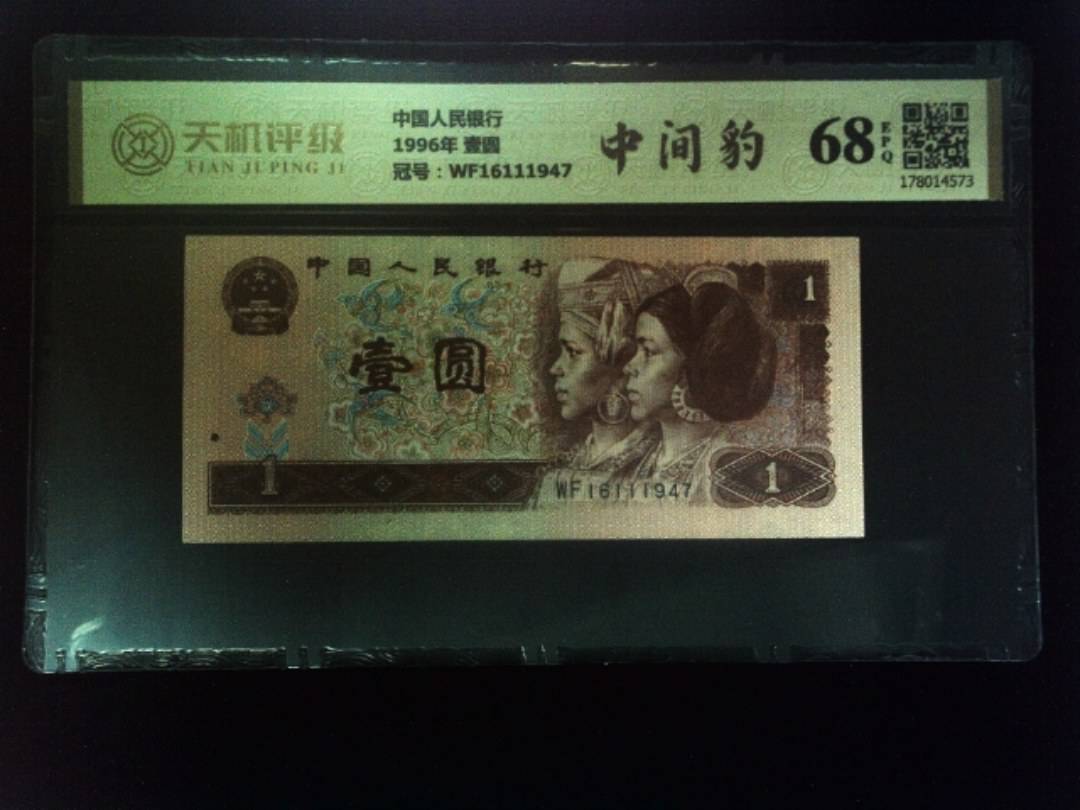 天机评级
TIAN JI PING JI
中国人民银行
1996年 壹圆
冠号：WF16111947
中间豹
68
EPQ
178014573
中国人民银行
1
壹圆
1
WF16111947
1